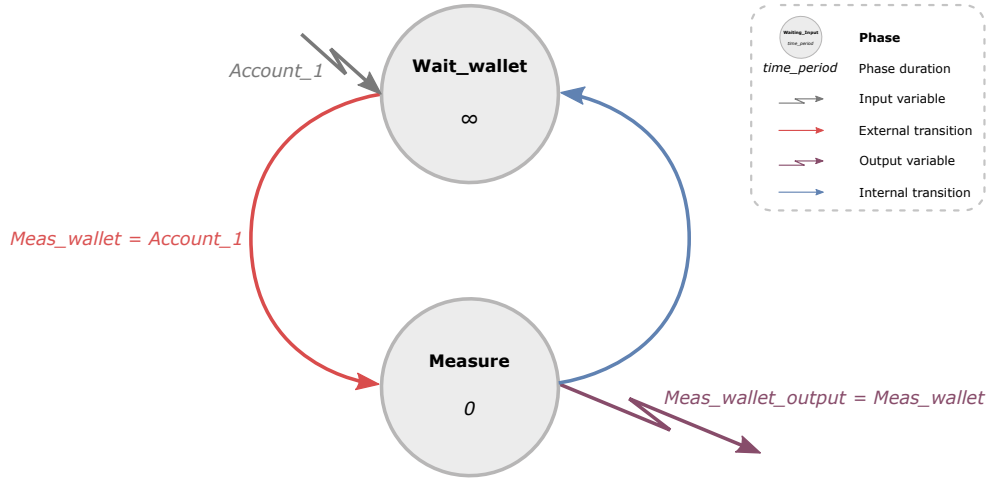 Account_1
Wait_wallet
∞
Meas_wallet = Account_1
Measure
0
Meas_wallet_output = Meas_wallet
Waiting_Input
time_period
Phase
time_period
Phase duration
Input variable
External transition
Output variable
Internal transition